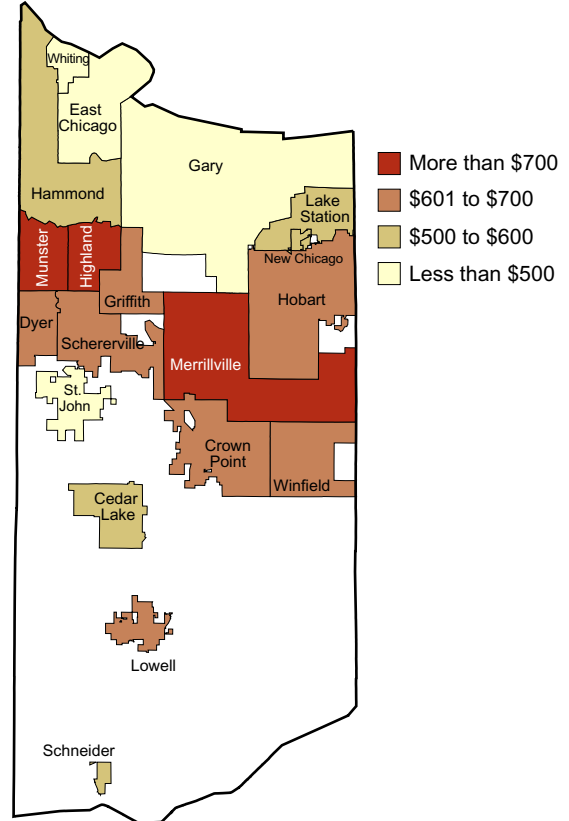 Whiting
East
Chicago
Gary
More than $700
$601 to $700
Hammond
Lake
Station
$500 to $600
Munster
Highland
New Chicago
Less than $500
Griffith
Hobart
Dyer
Schererville
Merrillville
St.
John
Crown
Point
Winfield
Cedar
Lake
Lowell
Schneider